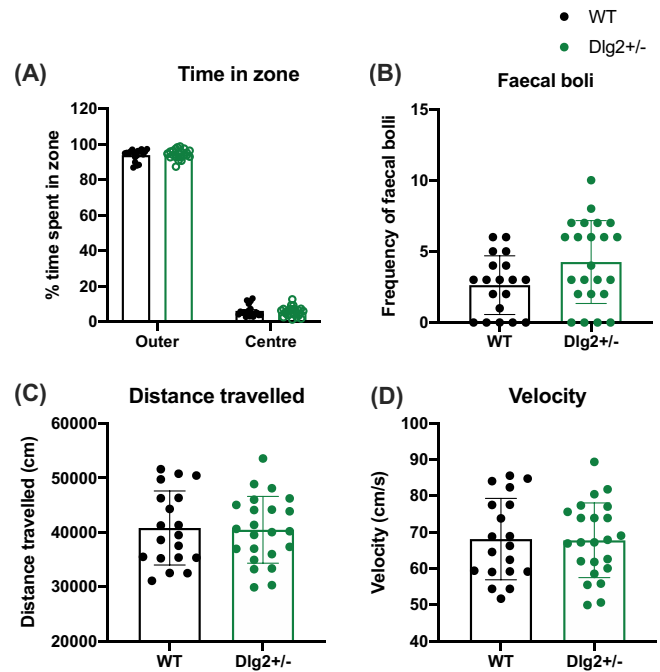 WT
Dlg2+/-
(A)
Time in zone
% time spent in zone
120
100
80
60
40
20
0
Outer
Centre
(B)
Faecal boli
Frequency of faecal bolli
15
10
5
0
WT
Dlg2+/-
(C)
Distance travelled
Distance travelled (cm)
60000
50000
40000
30000
20000
WT
Dlg2+/-
(D)
Velocity
Velocity (cm/s)
100
90
80
70
60
50
40
WT
Dlg2+/-